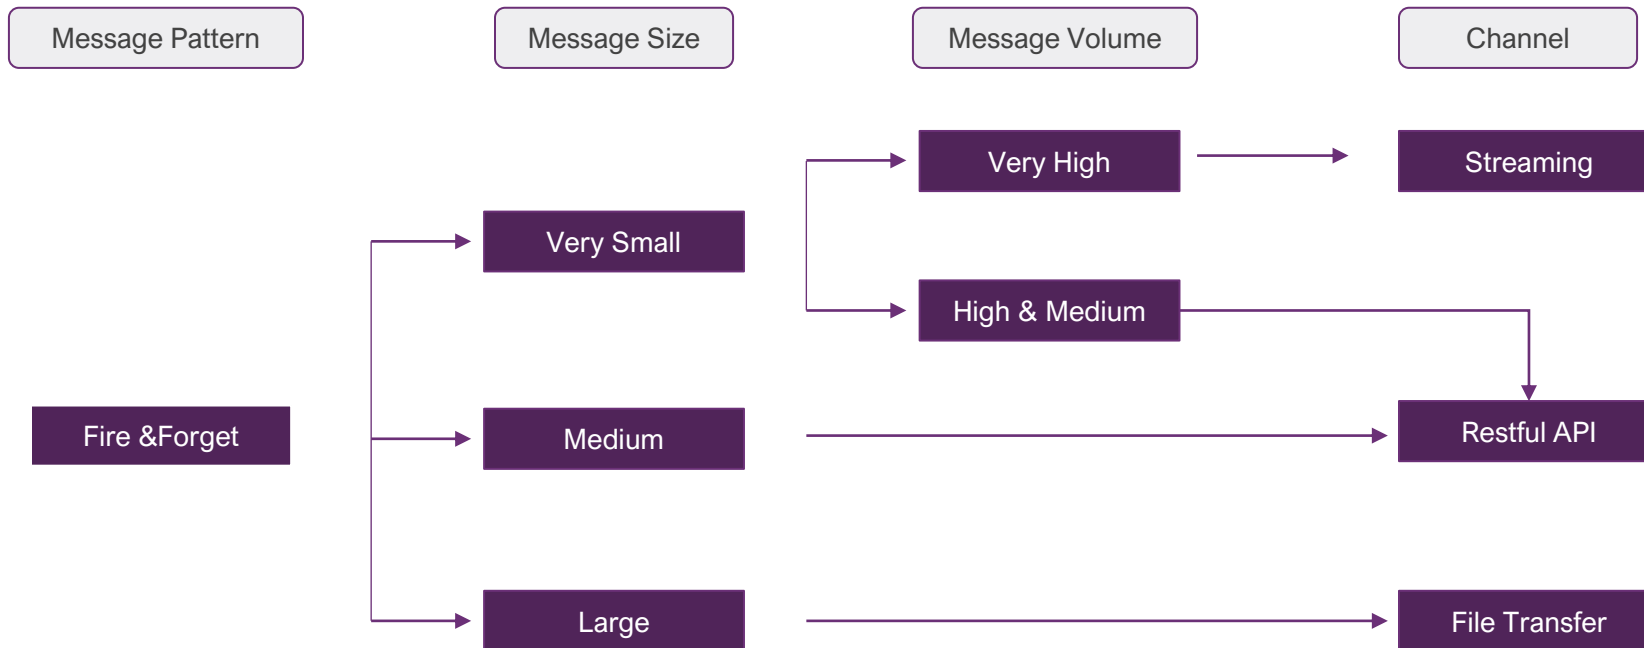 Message Pattern
Message Size
Message Volume
Channel
Very High
Streaming
Very Small
High & Medium
Fire &Forget
Medium
Restful API
Large
File Transfer